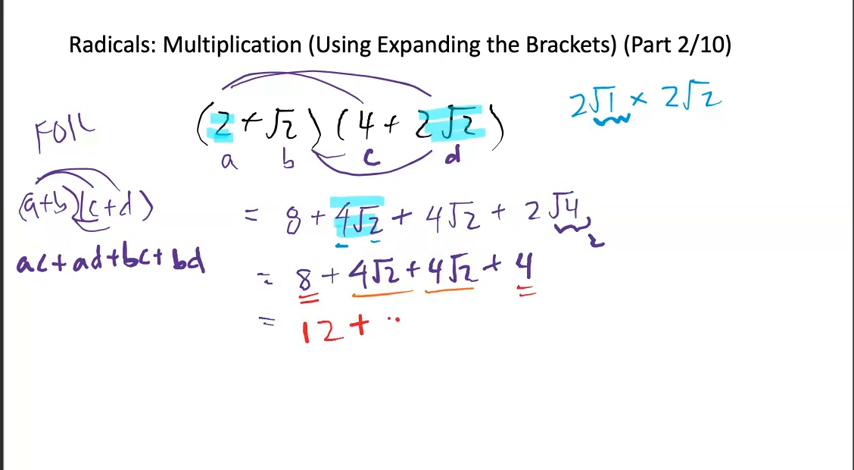 Radicals: Multiplication (Using Expanding the Brackets) (Part 2/10)
2√1 × 2√2
FOIL
(2+√2)(4+2√2)
a b c d
(a+b)(c+d)
= 8 + 4√2 + 4√2 + 2√4
2
ac+ad+bc+bd
= 8 + 4√2 + 4√2 + 4
= 12 +